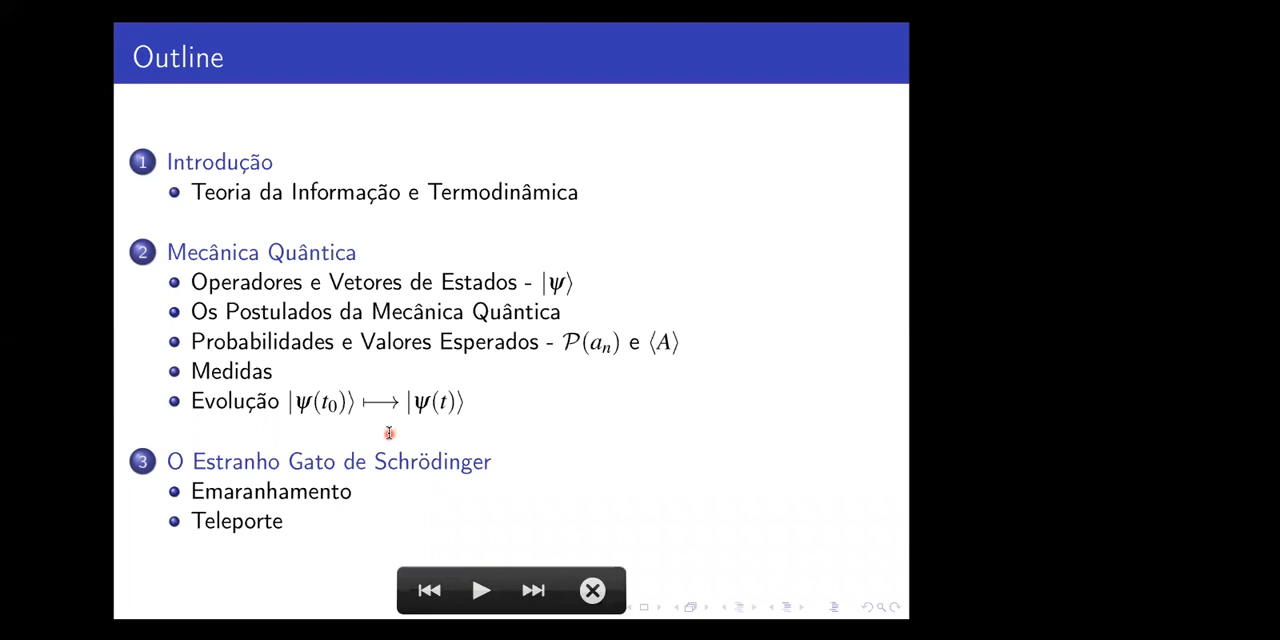 Outline
1 Introdução
Teoria da Informação e Termodinâmica
2 Mecânica Quântica
Operadores e Vetores de Estados - |ψ⟩
Os Postulados da Mecânica Quântica
Probabilidades e Valores Esperados - 𝒫(aₙ) e ⟨A⟩
Medidas
Evolução |ψ(t₀)⟩ ⟼ |ψ(t)⟩
3 O Estranho Gato de Schrödinger
Emaranhamento
Teleporte